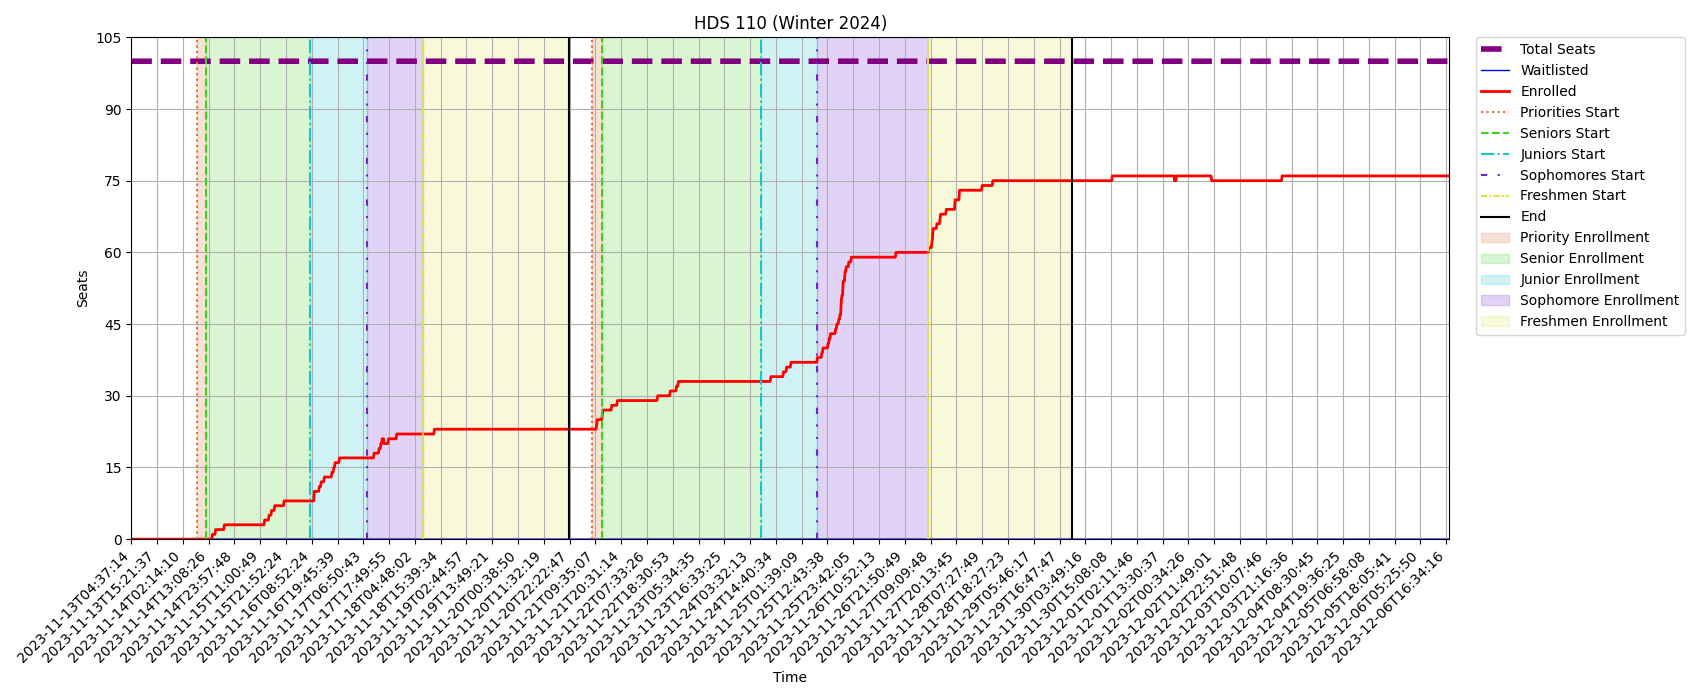 HDS 110 (Winter 2024)
105
90
75
60
45
30
15
0
Seats
2023-11-13T04:37:14
2023-11-13T15:21:37
2023-11-14T02:14:10
2023-11-14T13:08:26
2023-11-14T23:57:48
2023-11-15T11:00:49
2023-11-15T21:52:24
2023-11-16T08:52:24
2023-11-16T19:45:39
2023-11-17T06:50:43
2023-11-17T17:49:55
2023-11-18T04:48:02
2023-11-18T15:39:34
2023-11-19T02:44:57
2023-11-19T13:49:21
2023-11-20T00:38:50
2023-11-20T11:32:19
2023-11-20T22:22:47
2023-11-21T09:35:07
2023-11-21T20:31:14
2023-11-22T07:33:26
2023-11-22T18:30:53
2023-11-23T05:34:35
2023-11-23T16:33:25
2023-11-24T03:32:13
2023-11-24T14:40:34
2023-11-25T01:39:09
2023-11-25T12:43:38
2023-11-25T23:42:05
2023-11-26T10:52:13
2023-11-26T21:50:49
2023-11-27T09:09:48
2023-11-27T20:13:45
2023-11-28T07:27:49
2023-11-28T18:27:23
2023-11-29T05:46:17
2023-11-29T16:47:47
2023-11-30T03:49:16
2023-11-30T15:08:08
2023-12-01T02:11:46
2023-12-01T13:30:37
2023-12-02T00:34:26
2023-12-02T11:49:01
2023-12-02T22:51:48
2023-12-03T10:07:46
2023-12-03T21:16:36
2023-12-04T08:30:45
2023-12-04T19:36:25
2023-12-05T06:58:08
2023-12-05T18:05:41
2023-12-06T05:25:50
2023-12-06T16:34:16
Time
Total Seats
Waitlisted
Enrolled
Priorities Start
Seniors Start
Juniors Start
Sophomores Start
Freshmen Start
End
Priority Enrollment
Senior Enrollment
Junior Enrollment
Sophomore Enrollment
Freshmen Enrollment